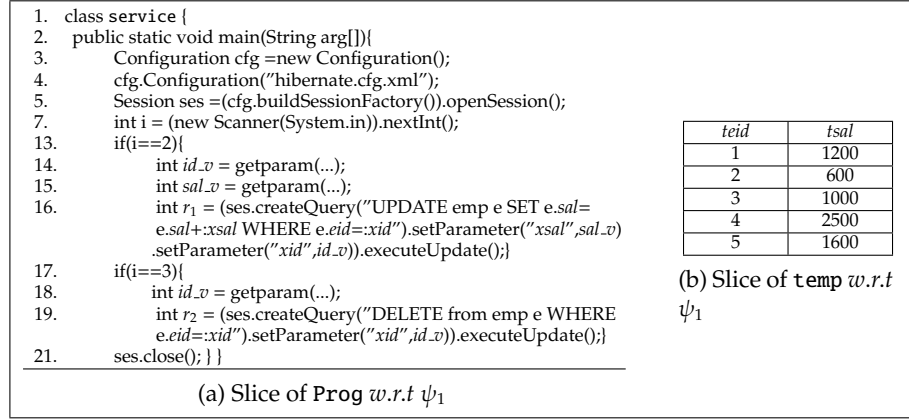 1. class service {
2. public static void main(String arg[]){
3. Configuration cfg =new Configuration();
4. cfg.Configuration(”hibernate.cfg.xml”);
5. Session ses =(cfg.buildSessionFactory()).openSession();
7. int i = (new Scanner(System.in)).nextInt();
13. if(i==2){
14. int id_v = getparam(...);
15. int sal_v = getparam(...);
16. int r₁ = (ses.createQuery(”UPDATE emp e SET e.sal=
e.sal+:xsal WHERE e.eid=:xid”).setParameter(”xsal”,sal_v)
.setParameter(”xid”,id_v)).executeUpdate();}
17. if(i==3){
18. int id_v = getparam(...);
19. int r₂ = (ses.createQuery(”DELETE from emp e WHERE
e.eid=:xid”).setParameter(”xid”,id_v)).executeUpdate();}
21. ses.close(); } }
(a) Slice of Prog w.r.t ψ₁
teid tsal
1 1200
2 600
3 1000
4 2500
5 1600
(b) Slice of temp w.r.t
ψ₁